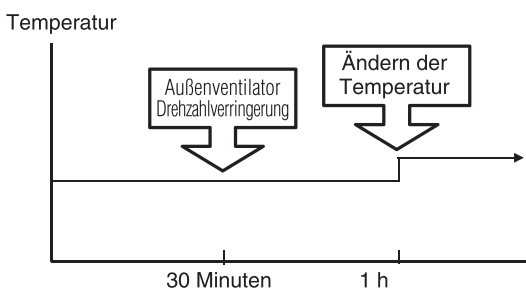 Temperatur
Außenventilator
Drehzahlverringerung
Ändern der
Temperatur
30 Minuten
1 h